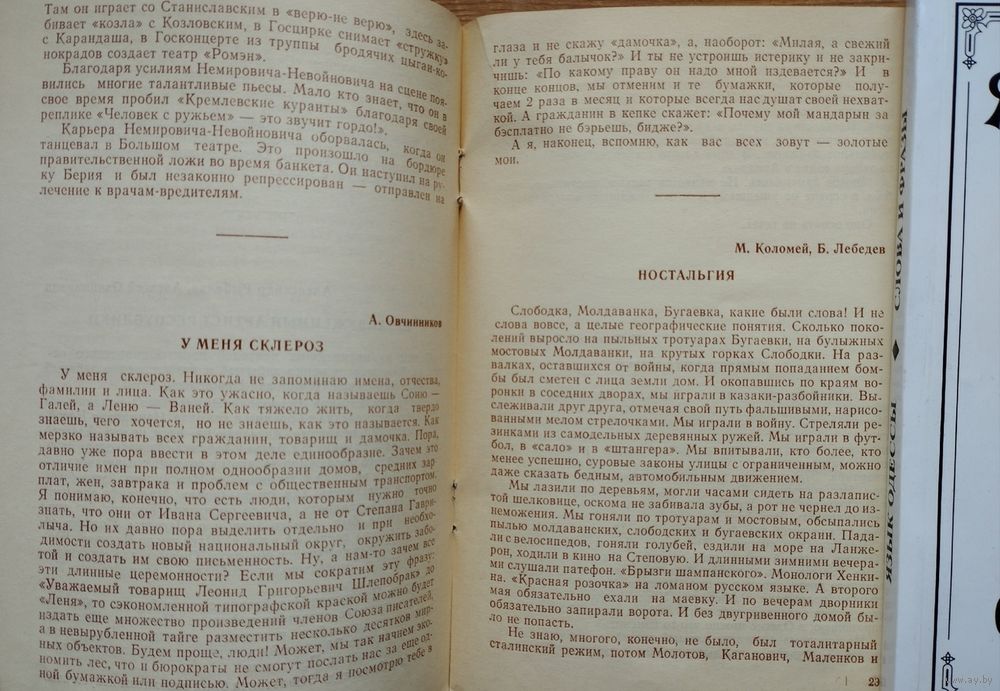 Там он играет со Станиславским в «верю-не верю», здесь за-
бивает «козла» с Козловским, в Госцирке снимает «стружку»
с Карандаша, в Госконцерте из труппы бродячих цыган-ко-
нокрадов создает театр «Ромэн».
Благодаря усилиям Немировича-Невойновича на сцене поя-
вились многие талантливые пьесы. Мало кто знает, что он в
свое время пробил «Кремлевские куранты» благодаря своей
реплике «Человек с ружьем» — это звучит гордо!».
Карьера Немировича-Невойновича оборвалась, когда он
танцевал в Большом театре. Это произошло на бордюре
правительственной ложи во время банкета. Он наступил на ру-
ку Берия и был незаконно репрессирован — отправлен на
лечение к врачам-вредителям.
А. Овчинников
У МЕНЯ СКЛЕРОЗ
У меня склероз. Никогда не запоминаю имена, отчества,
фамилии и лица. Как это ужасно, когда называешь Соню —
Галей, а Леню — Ваней. Как тяжело жить, когда твердо
знаешь, чего хочется, но не знаешь, как это называется. Как
мерзко называть всех гражданин, товарищ и дамочка. Пора,
давно уже пора ввести в этом деле единообразие. Зачем это
отличие имен при полном однообразии домов, средних зар-
плат, жен, завтрака и проблем с общественным транспортом.
Я понимаю, конечно, что есть люди, которым нужно точно
знать, что они от Ивана Сергеевича, а не от Степана Гаври-
лыча. Но их давно пора выделить отдельно и при необхо-
димости создать новый национальный округ, окружить забо-
той и создать им свою письменность. Ну, а нам-то зачем все
эти длинные церемонности? Если мы сократим эту фразу:
«Уважаемый товарищ Леонид Григорьевич Шлепобрак» до
«Леня», то сэкономленной типографской краской можно будет
издать еще множество произведений членов Союза писателей,
а в невырубленной тайге разместить несколько десятков мир-
ных объектов. Будем проще, люди! Может, мы так начнем эко-
номить лес, что и бюрократы не смогут послать нас за еще од-
ной бумажкой или подписью. Может, тогда я посмотрю тебе в
глаза и не скажу «дамочка», а, наоборот: «Милая, а свежий
ли у тебя балычок?» И ты не устроишь истерику и не закри-
чишь: «По какому праву он надо мной издевается?» И в
конце концов, мы отменим и те бумажки, которые полу-
чаем 2 раза в месяц и которые всегда нас душат своей нехват-
кой. А гражданин в кепке скажет: «Почему мой мандарын за
бэсплатно не бэрьешь, биджe?».
А я, наконец, вспомню, как вас всех зовут — золотые
мои.
М. Коломей, Б. Лебедев
НОСТАЛЬГИЯ
Слободка, Молдаванка, Бугаевка, какие были слова! И не
слова вовсе, а целые географические понятия. Сколько поко-
лений выросло на пыльных тротуарах Бугаевки, на булыжных
мостовых Молдаванки, на крутых горках Слободки. На раз-
валках, оставшихся от войны, когда прямым попаданием бом-
бы был сметен с лица земли дом. И окопавшись по краям во-
ронки в соседних дворах, мы играли в казаки-разбойники. Вы-
слеживали друг друга, отмечая свой путь фальшивыми, нарисо-
ванными мелом стрелочками. Мы играли в войну. Стреляли ре-
зинками из самодельных деревянных ружей. Мы играли в фут-
бол, в «сало» и в «штангера». Мы впитывали, кто более, кто
менее успешно, суровые законы улицы с ограниченным, можно
даже сказать бедным, автомобильным движением.
Мы лазили по деревьям, могли часами сидеть на разлапис-
той шелковице, оскома не забивала зубы, а рот не чернел до из-
неможения. Мы гоняли по тротуарам и мостовым, обсыпались
пылью молдаванских, слободских и бугаевских окраин. Пада-
ли с велосипедов, гоняли голубей, ездили на море на Ланже-
рон, ходили в кино на Степовую. И длинными зимними вечера-
ми слушали патефон. «Брызги шампанского». Монологи Хенки-
на. «Красная розочка» на ломаном русском языке. А второго
мая обязательно ехали на маевку. И по вечерам дворники
обязательно запирали ворота. И без двугривенного домой бы-
ло не попасть.
Не знаю, многого, конечно, не было, был тоталитарный
сталинский режим, потом Молотов, Каганович, Маленков и
29
ЯЗЫК ОДЕССЫ ◆ СЛОВА И ФРАЗЫ
www.ay.by